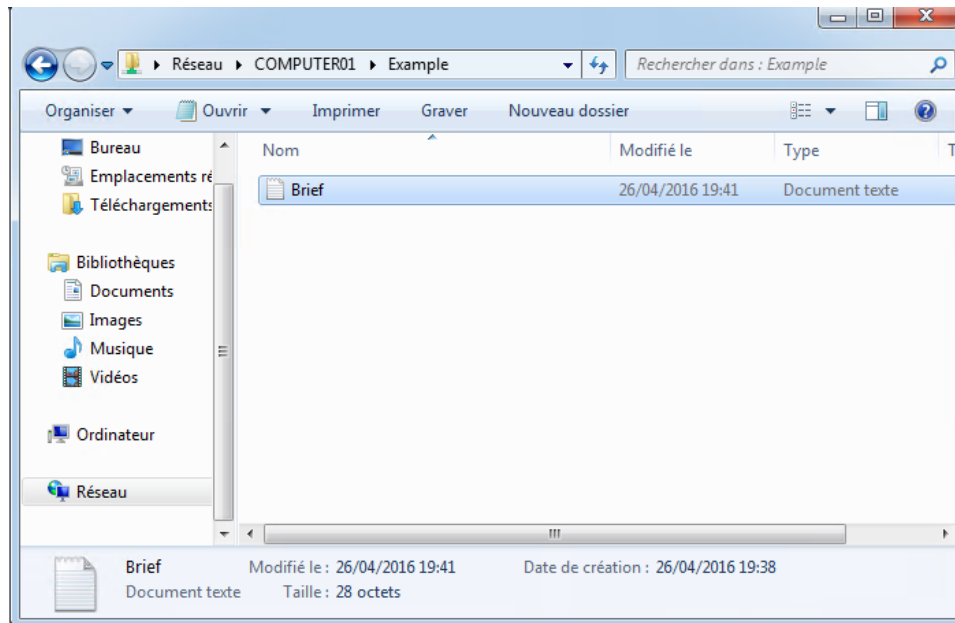 Réseau COMPUTER01 Example Rechercher dans : Example
Organiser Ouvrir Imprimer Graver Nouveau dossier
Bureau
Emplacements ré
Téléchargements
Bibliothèques
Documents
Images
Musique
Vidéos
Ordinateur
Réseau
Nom Modifié le Type T
Brief 26/04/2016 19:41 Document texte
Brief Modifié le : 26/04/2016 19:41 Date de création : 26/04/2016 19:38
Document texte Taille : 28 octets